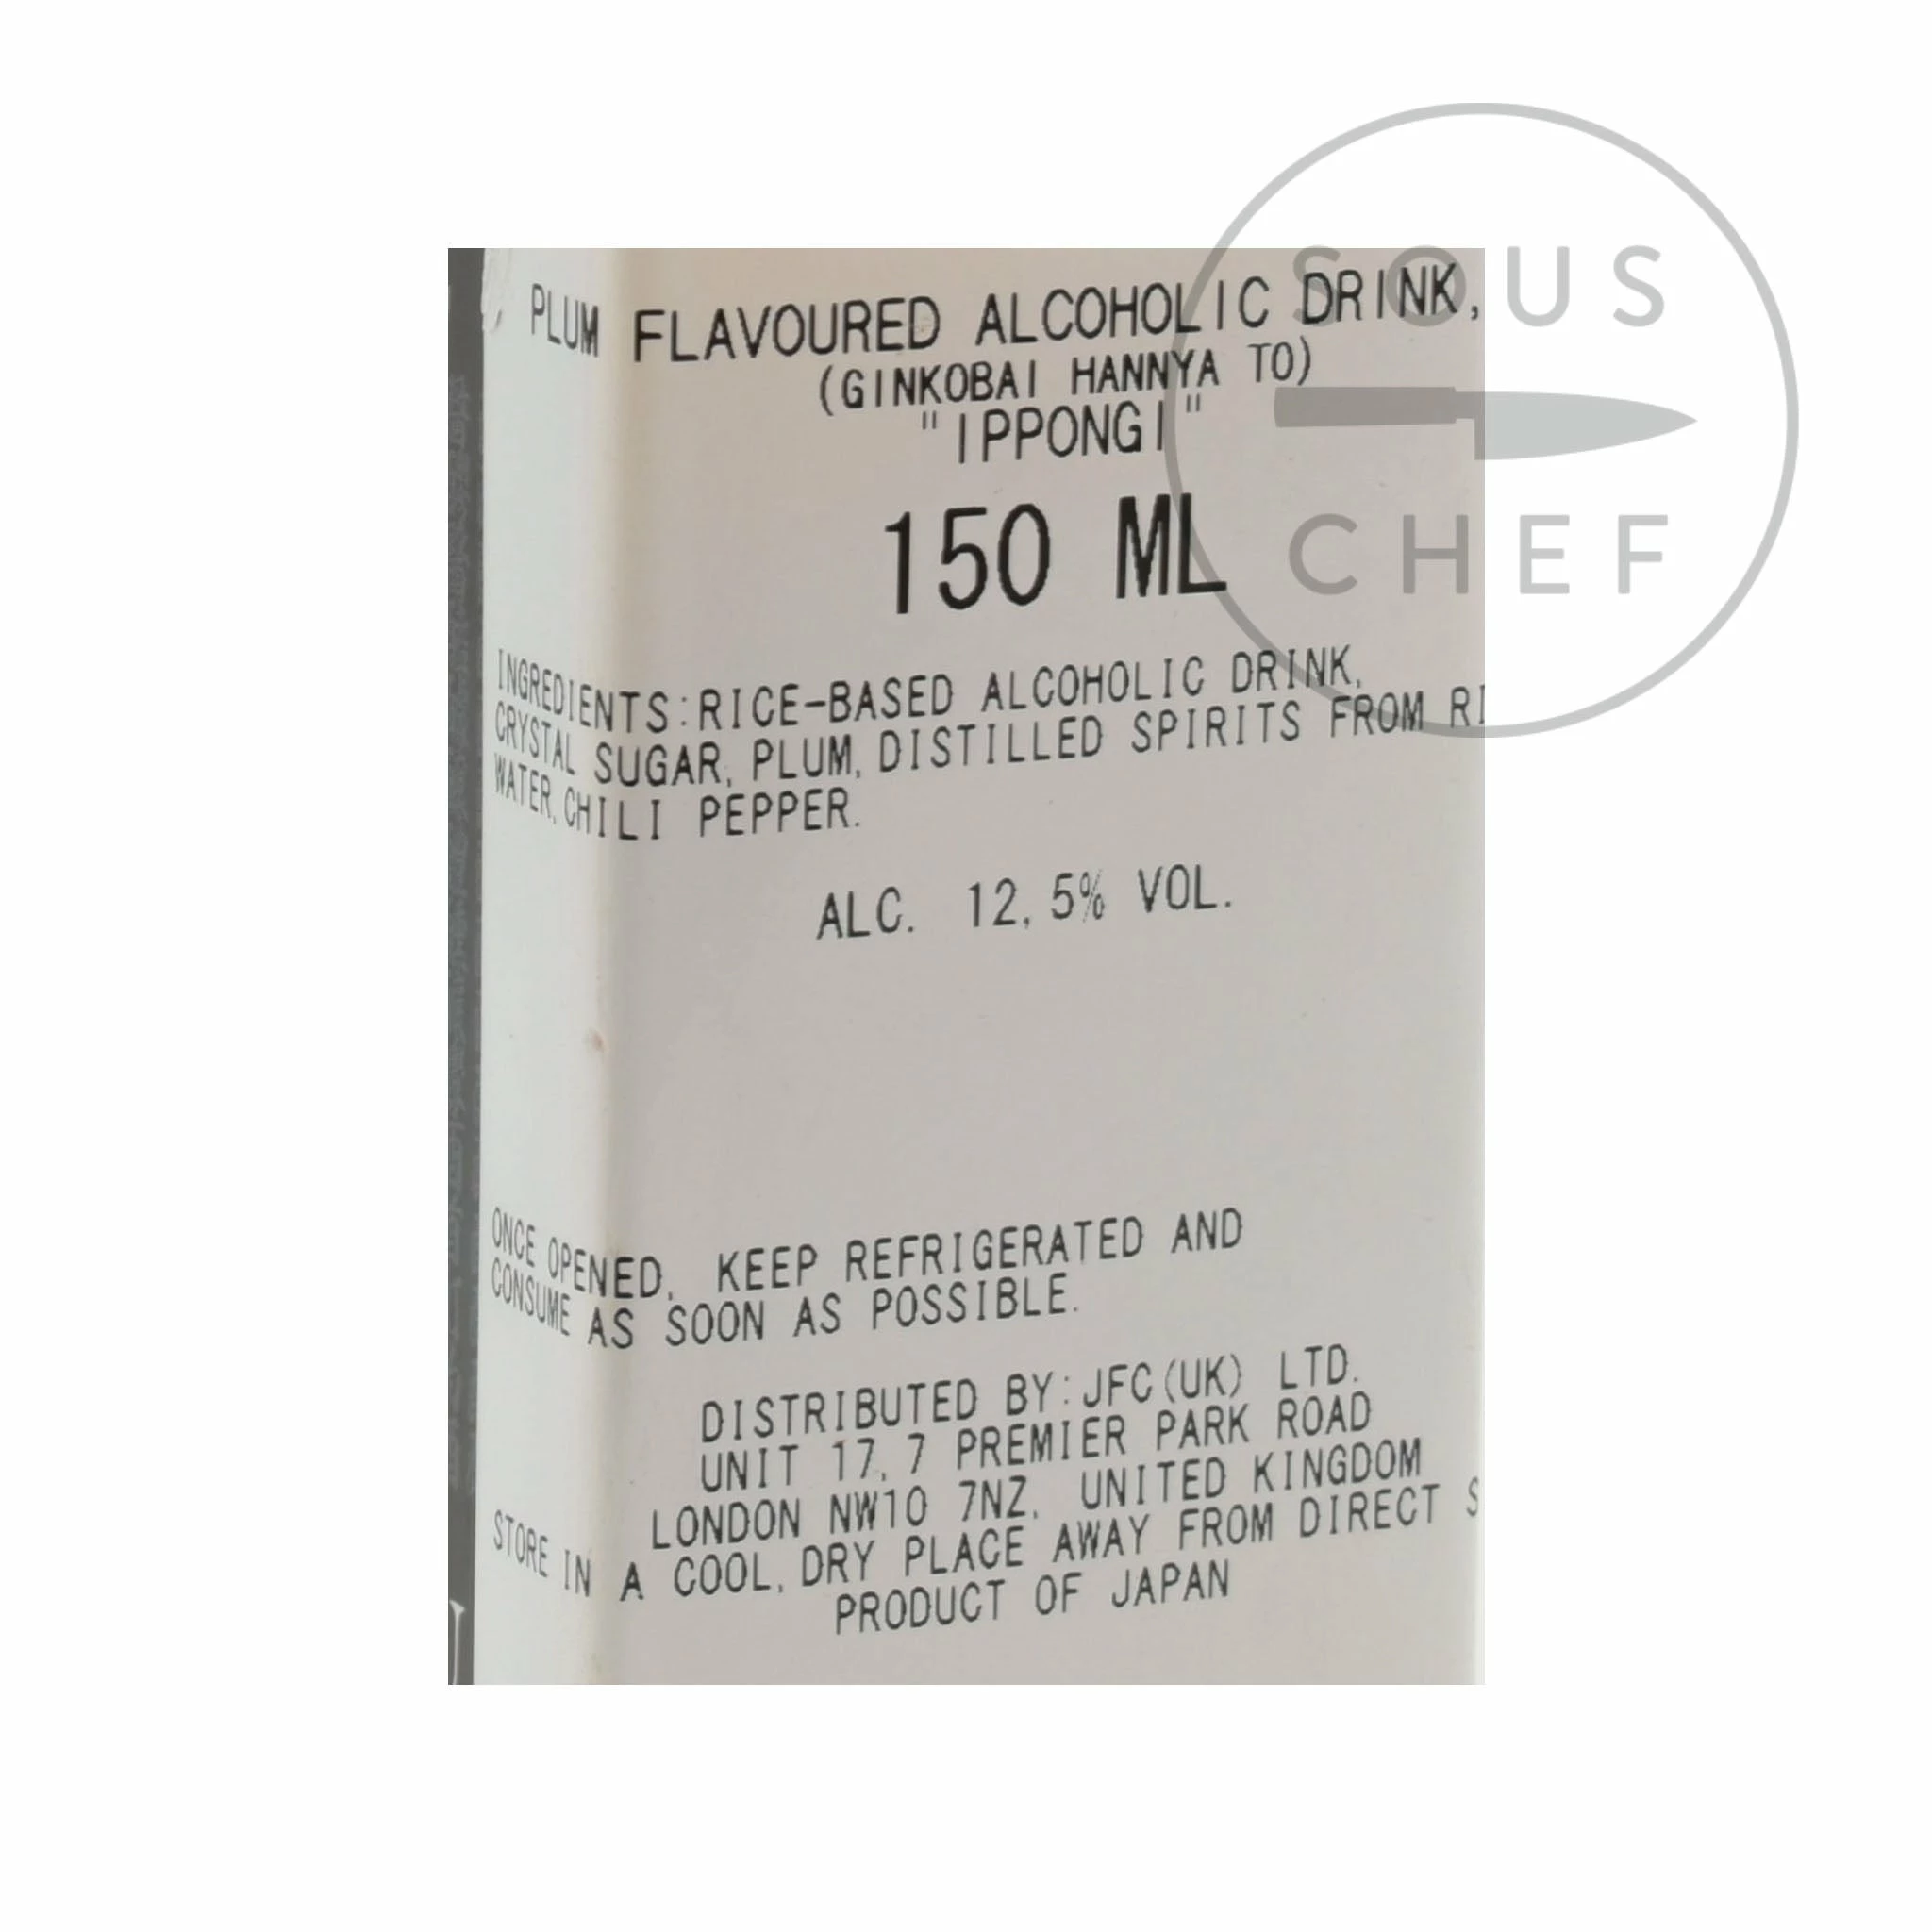 SOUS
CHEF
PLUM FLAVOURED ALCOHOLIC DRINK,
(GINKOBAI HANNYA TO)
"IPPONGI"
150 ML
INGREDIENTS:RICE-BASED ALCOHOLIC DRINK,
CRYSTAL SUGAR, PLUM, DISTILLED SPIRITS FROM RI
WATER, CHILI PEPPER.
ALC. 12,5% VOL.
ONCE OPENED, KEEP REFRIGERATED AND
CONSUME AS SOON AS POSSIBLE.
DISTRIBUTED BY:JFC(UK) LTD.
UNIT 17, 7 PREMIER PARK ROAD
LONDON NW10 7NZ, UNITED KINGDOM
STORE IN A COOL, DRY PLACE AWAY FROM DIRECT S
PRODUCT OF JAPAN